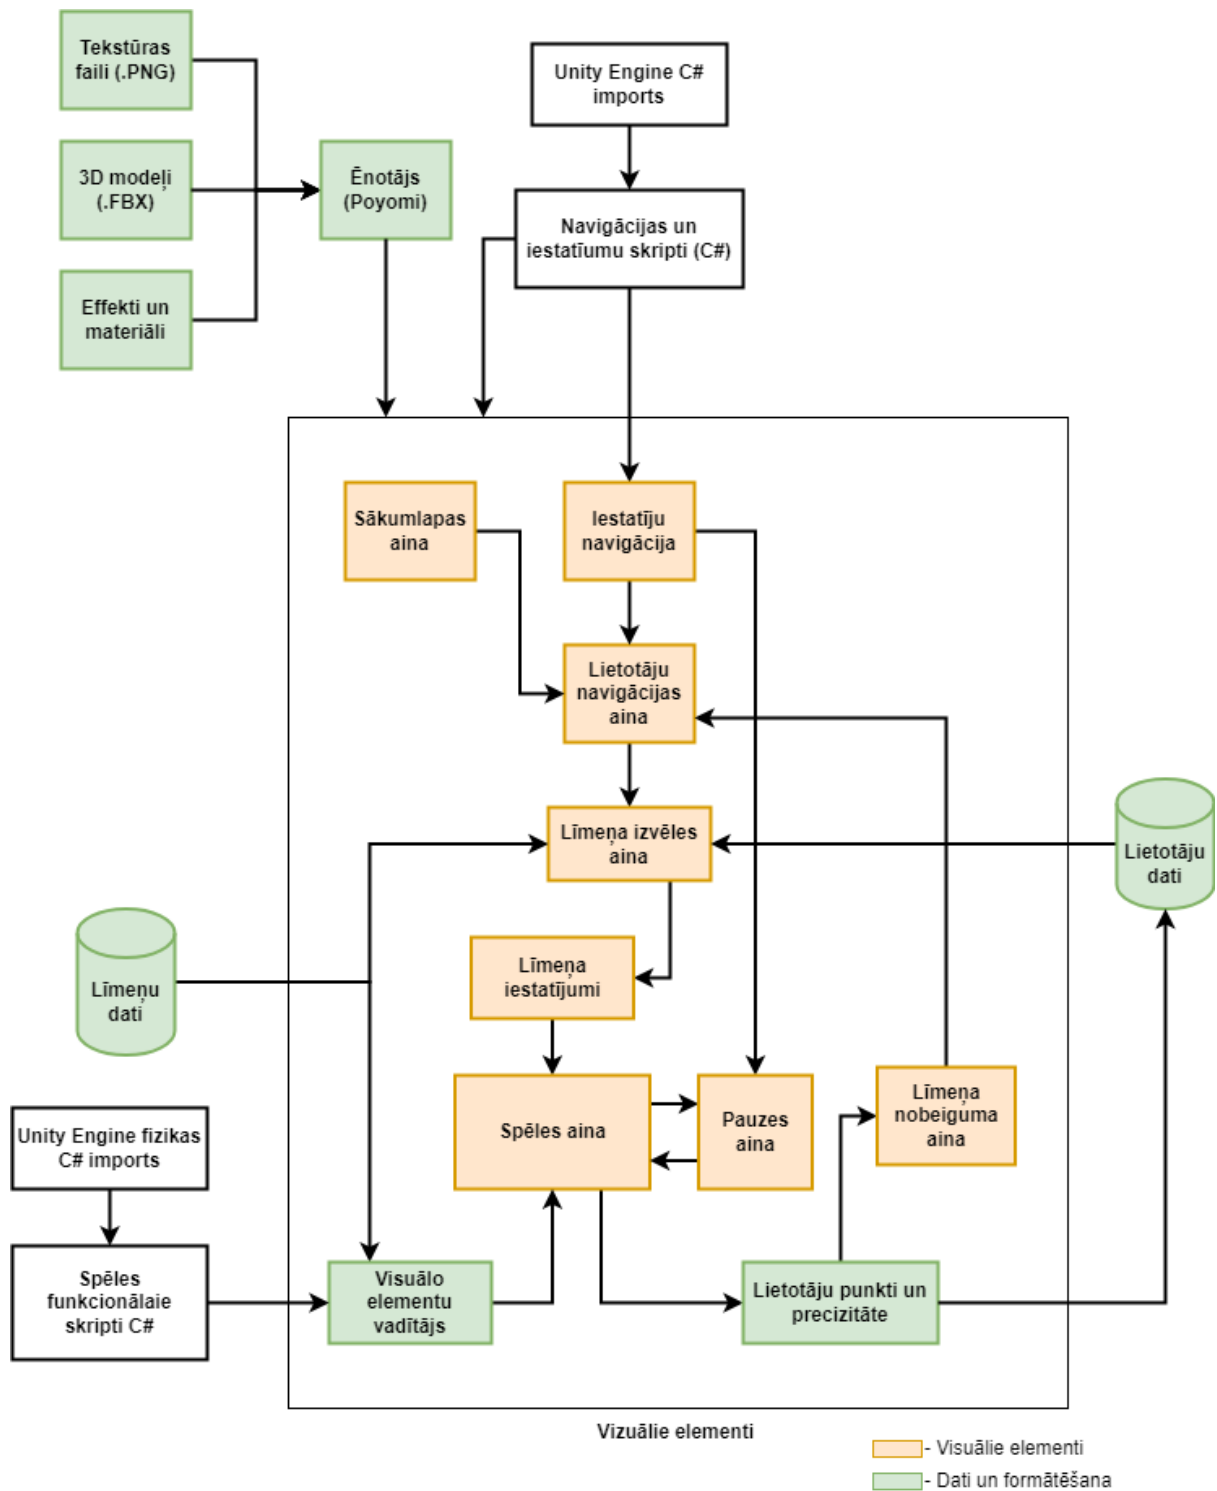 Tekstūras
faili (.PNG)
Unity Engine C#
imports
3D modeļi
(.FBX)
Ēnotājs
(Poyomi)
Navigācijas un
iestatīumu skripti (C#)
Effekti un
materiāli
Sākumlapas
aina
Iestatīju
navigācija
Lietotāju
navigācijas
aina
Līmeņa izvēles
aina
Lietotāju
dati
Līmeņu
dati
Līmeņa
iestatījumi
Spēles aina
Pauzes
aina
Līmeņa
nobeiguma
aina
Unity Engine fizikas
C# imports
Spēles
funkcionālaie
skripti C#
Visuālo
elementu
vadītājs
Lietotāju punkti un
precizitāte
Vizuālie elementi
- Visuālie elementi
- Dati un formātēšana